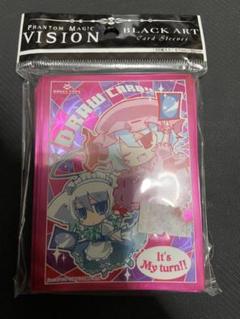 PHANTOM MAGIC
VISION
BLACK ART
Card Sleeves
DRAW CARD!!
It's
My turn!!